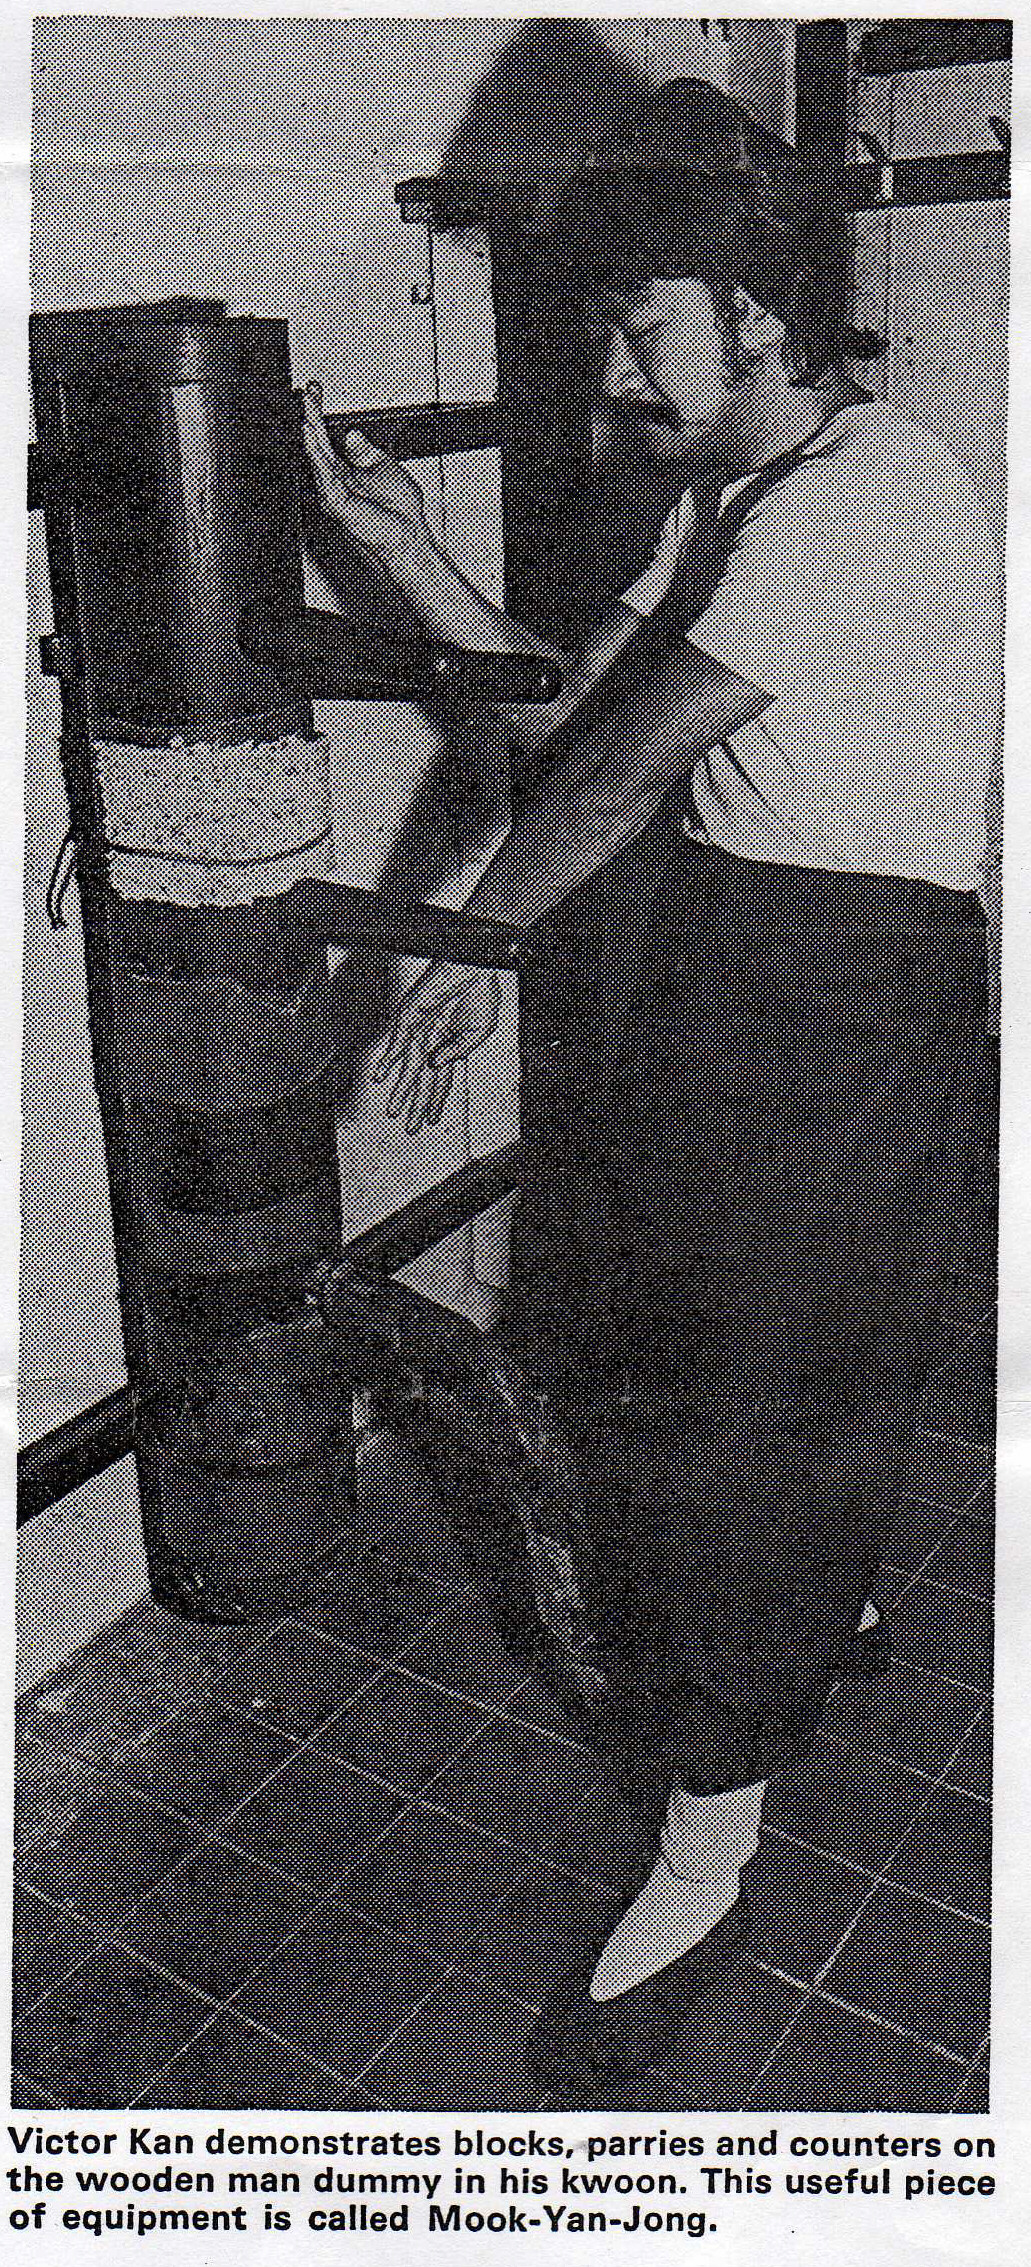 Victor Kan demonstrates blocks, parries and counters on
the wooden man dummy in his kwoon. This useful piece
of equipment is called Mook-Yan-Jong.